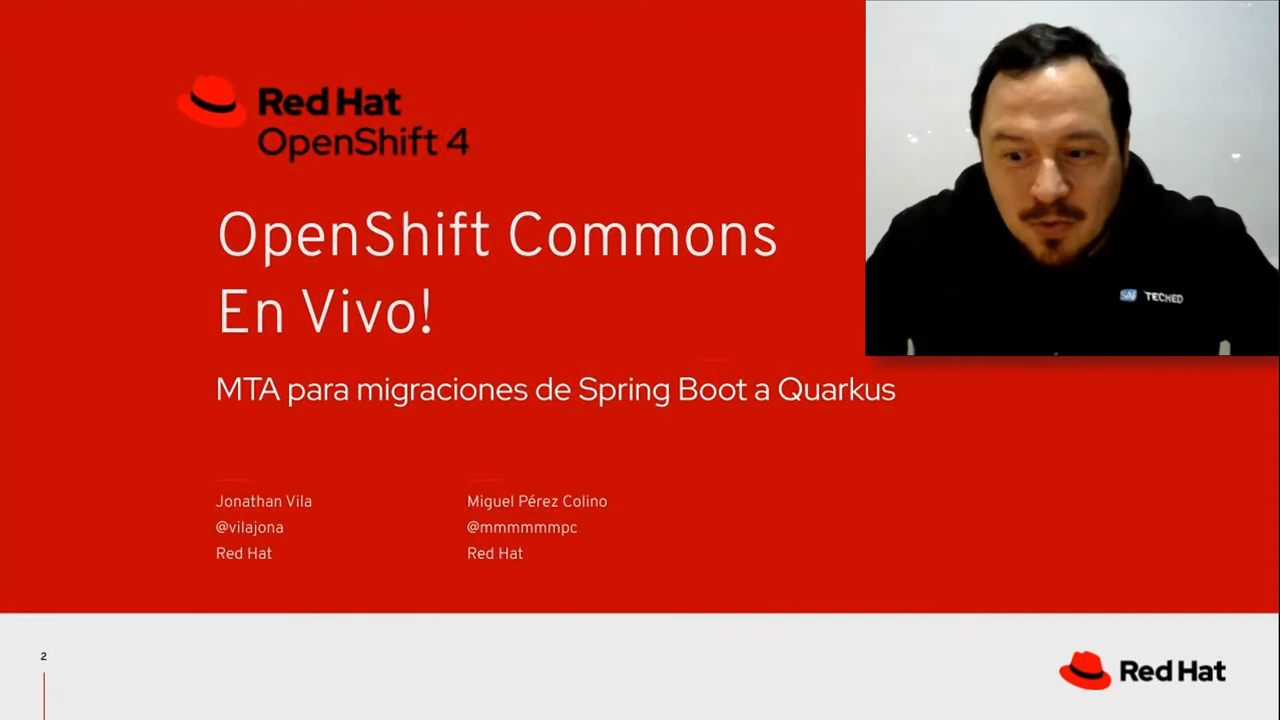 Red Hat
OpenShift 4
OpenShift Commons
En Vivo!
MTA para migraciones de Spring Boot a Quarkus
Jonathan Vila
@vilajona
Red Hat
Miguel Pérez Colino
@mmmmmmpc
Red Hat
SAP TECHED
2
Red Hat